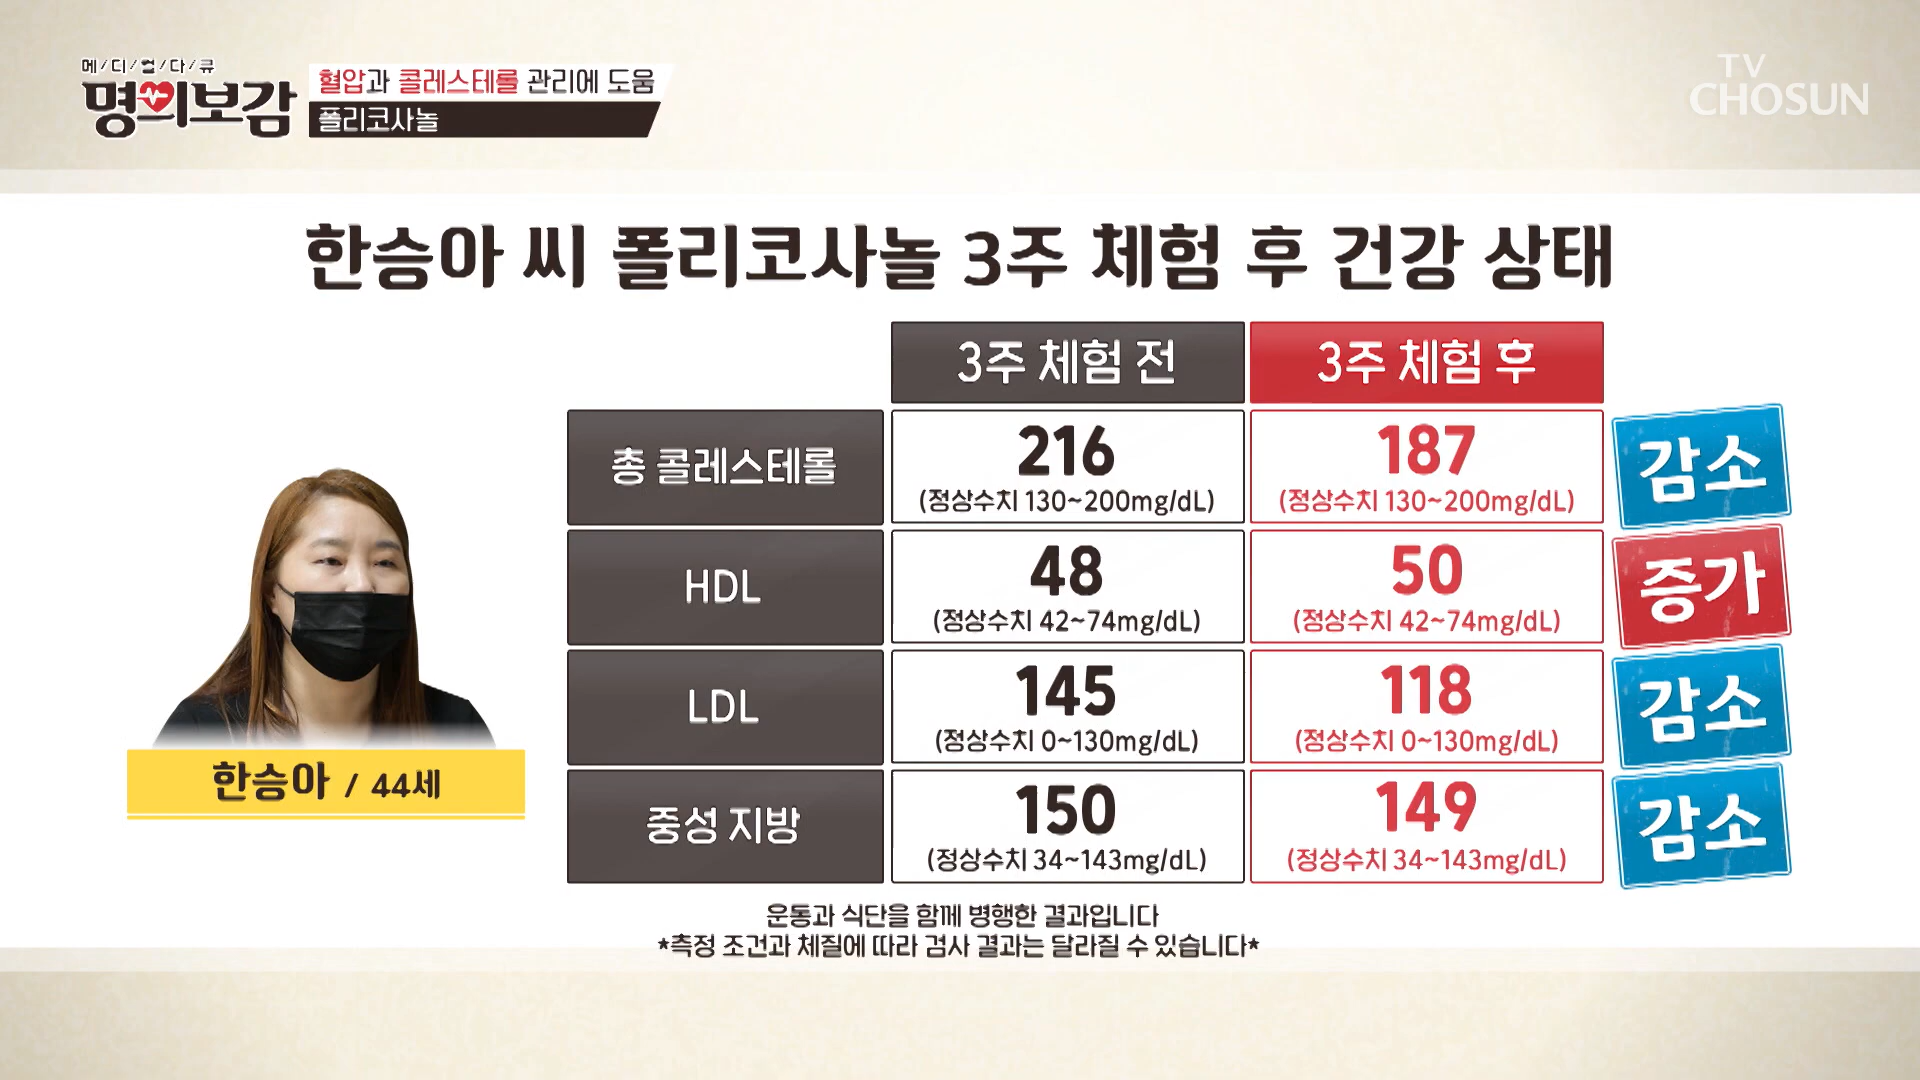 메/디/컬/다/큐
명의보감
혈압과 콜레스테롤 관리에 도움
폴리코사놀
TV
CHOSUN
한승아 씨 폴리코사놀 3주 체험 후 건강 상태
3주 체험 전 3주 체험 후
총 콜레스테롤 216 187 감소
(정상수치 130~200mg/dL) (정상수치 130~200mg/dL)
HDL 48 50 증가
(정상수치 42~74mg/dL) (정상수치 42~74mg/dL)
LDL 145 118 감소
(정상수치 0~130mg/dL) (정상수치 0~130mg/dL)
중성 지방 150 149 감소
(정상수치 34~143mg/dL) (정상수치 34~143mg/dL)
한승아 / 44세
운동과 식단을 함께 병행한 결과입니다
*측정 조건과 체질에 따라 검사 결과는 달라질 수 있습니다*